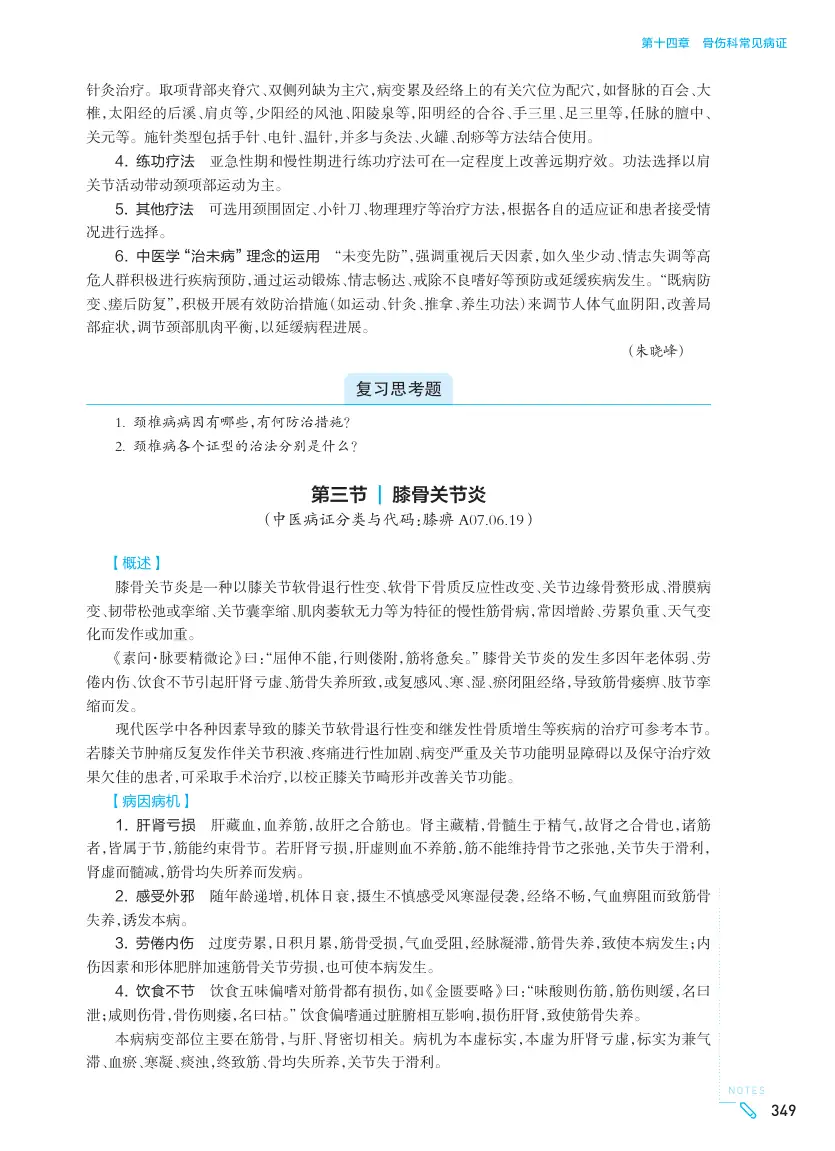 第十四章　骨伤科常见病证
针灸治疗。取项背部夹脊穴、双侧列缺为主穴，病变累及经络上的有关穴位为配穴，如督脉的百会、大
椎，太阳经的后溪、肩贞等，少阳经的风池、阳陵泉等，阳明经的合谷、手三里、足三里等，任脉的膻中、
关元等。施针类型包括手针、电针、温针，并多与灸法、火罐、刮痧等方法结合使用。
4. 练功疗法　亚急性期和慢性期进行练功疗法可在一定程度上改善远期疗效。功法选择以肩
关节活动带动颈项部运动为主。
5. 其他疗法　可选用颈围固定、小针刀、物理理疗等治疗方法，根据各自的适应证和患者接受情
况进行选择。
6. 中医学“治未病”理念的运用　“未变先防”，强调重视后天因素，如久坐少动、情志失调等高
危人群积极进行疾病预防，通过运动锻炼、情志畅达、戒除不良嗜好等预防或延缓疾病发生。“既病防
变、瘥后防复”，积极开展有效防治措施（如运动、针灸、推拿、养生功法）来调节人体气血阴阳，改善局
部症状，调节颈部肌肉平衡，以延缓病程进展。
（朱晓峰）
复习思考题
1. 颈椎病病因有哪些，有何防治措施？
2. 颈椎病各个证型的治法分别是什么？
第三节｜膝骨关节炎
（中医病证分类与代码：膝痹 A07.06.19）
【概述】
膝骨关节炎是一种以膝关节软骨退行性变、软骨下骨质反应性改变、关节边缘骨赘形成、滑膜病
变、韧带松弛或挛缩、关节囊挛缩、肌肉萎软无力等为特征的慢性筋骨病，常因增龄、劳累负重、天气变
化而发作或加重。
《素问·脉要精微论》曰：“屈伸不能，行则偻附，筋将惫矣。”膝骨关节炎的发生多因年老体弱、劳
倦内伤、饮食不节引起肝肾亏虚、筋骨失养所致，或复感风、寒、湿、瘀闭阻经络，导致筋骨痿痹、肢节挛
缩而发。
现代医学中各种因素导致的膝关节软骨退行性变和继发性骨质增生等疾病的治疗可参考本节。
若膝关节肿痛反复发作伴关节积液、疼痛进行性加剧、病变严重及关节功能明显障碍以及保守治疗效
果欠佳的患者，可采取手术治疗，以校正膝关节畸形并改善关节功能。
【病因病机】
1. 肝肾亏损　肝藏血，血养筋，故肝之合筋也。肾主藏精，骨髓生于精气，故肾之合骨也，诸筋
者，皆属于节，筋能约束骨节。若肝肾亏损，肝虚则血不养筋，筋不能维持骨节之张弛，关节失于滑利，
肾虚而髓减，筋骨均失所养而发病。
2. 感受外邪　随年龄递增，机体日衰，摄生不慎感受风寒湿侵袭，经络不畅，气血痹阻而致筋骨
失养，诱发本病。
3. 劳倦内伤　过度劳累，日积月累，筋骨受损，气血受阻，经脉凝滞，筋骨失养，致使本病发生；内
伤因素和形体肥胖加速筋骨关节劳损，也可使本病发生。
4. 饮食不节　饮食五味偏嗜对筋骨都有损伤，如《金匮要略》曰：“味酸则伤筋，筋伤则缓，名曰
泄；咸则伤骨，骨伤则痿，名曰枯。”饮食偏嗜通过脏腑相互影响，损伤肝肾，致使筋骨失养。
本病病变部位主要在筋骨，与肝、肾密切相关。病机为本虚标实，本虚为肝肾亏虚，标实为兼气
滞、血瘀、寒凝、痰浊，终致筋、骨均失所养，关节失于滑利。
NOTES
349